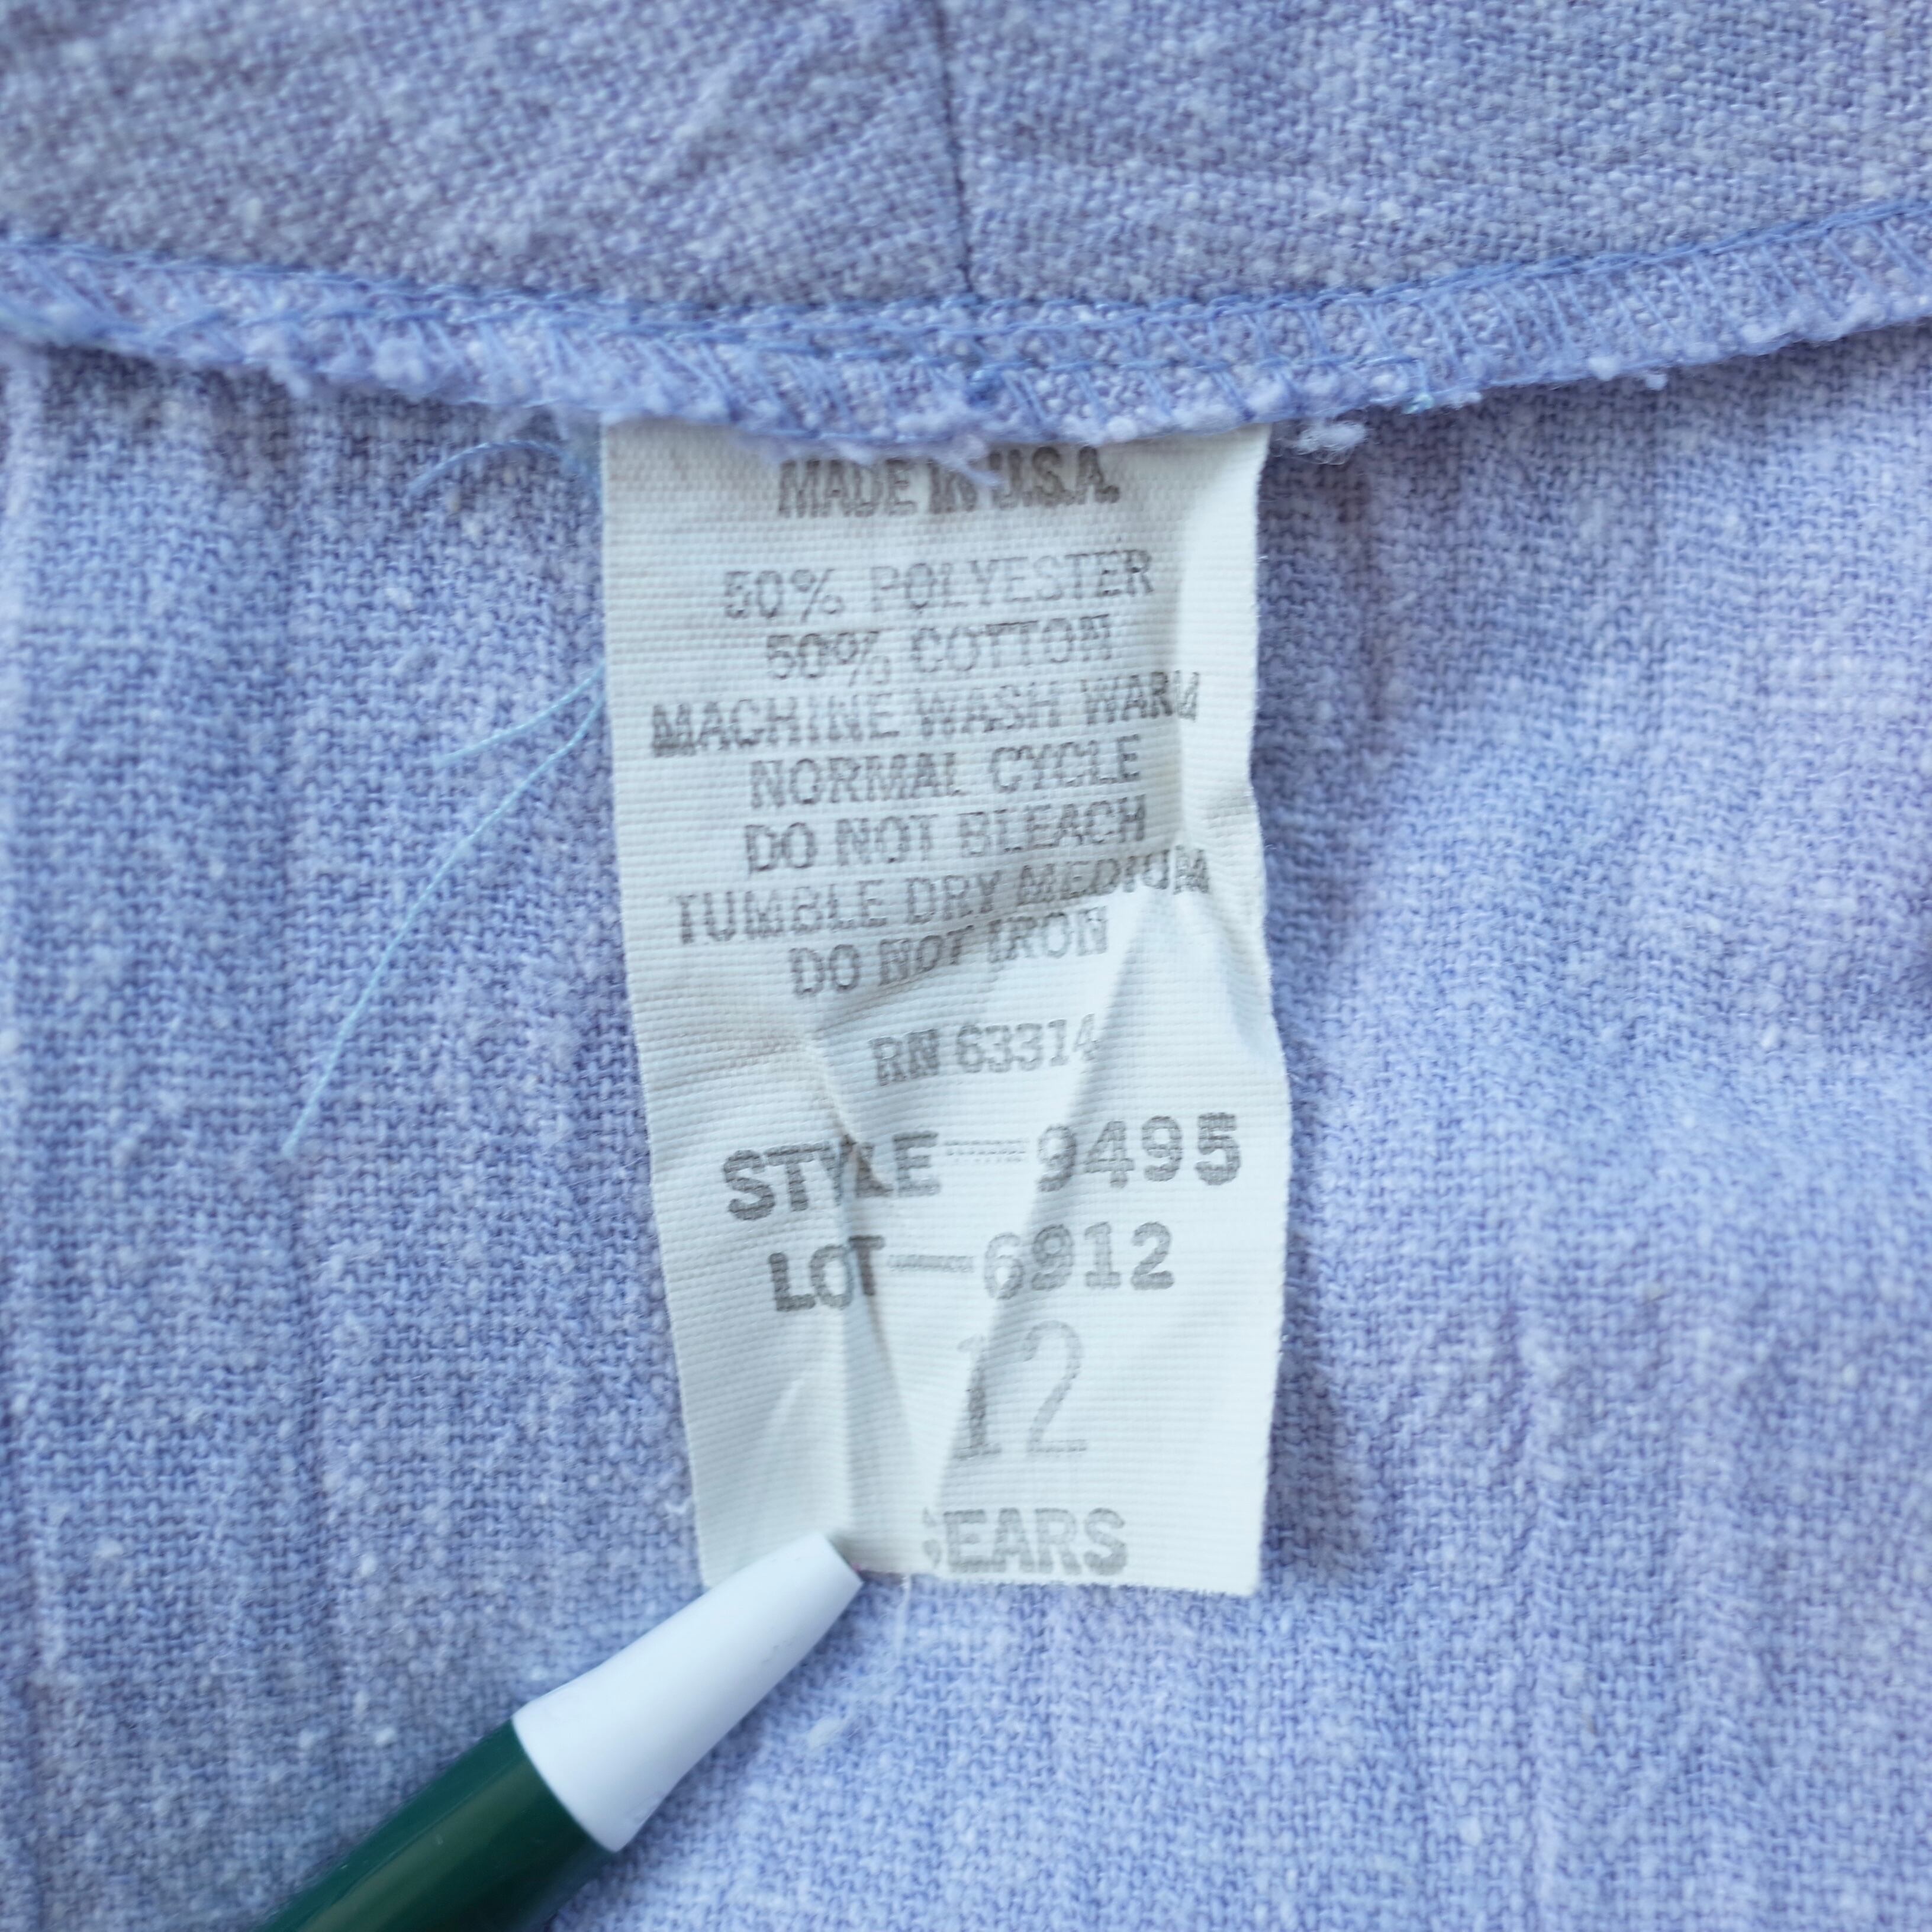 MADE IN U.S.A.
50% POLYESTER
50% COTTON
MACHINE WASH WARM
NORMAL CYCLE
DO NOT BLEACH
TUMBLE DRY MEDIUM
DO NOT IRON
RN 63314
STYLE—9495
LOT—6912
12
SEARS